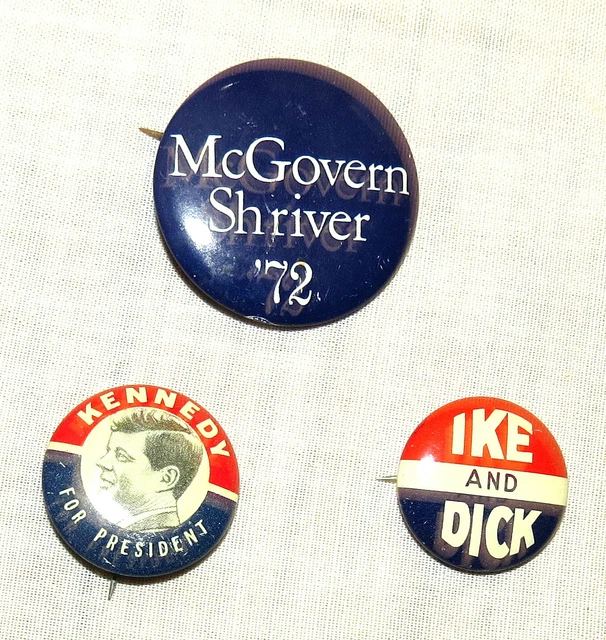 McGovern
Shriver
'72
KENNEDY
FOR PRESIDENT
IKE
AND
DICK